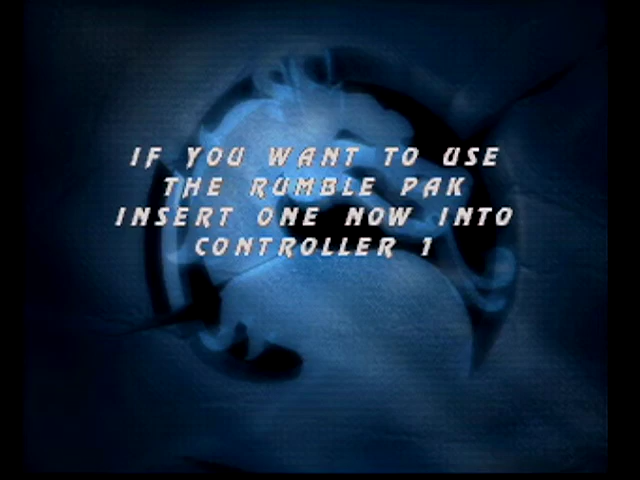 IF YOU WANT TO USE
THE RUMBLE PAK
INSERT ONE NOW INTO
CONTROLLER 1